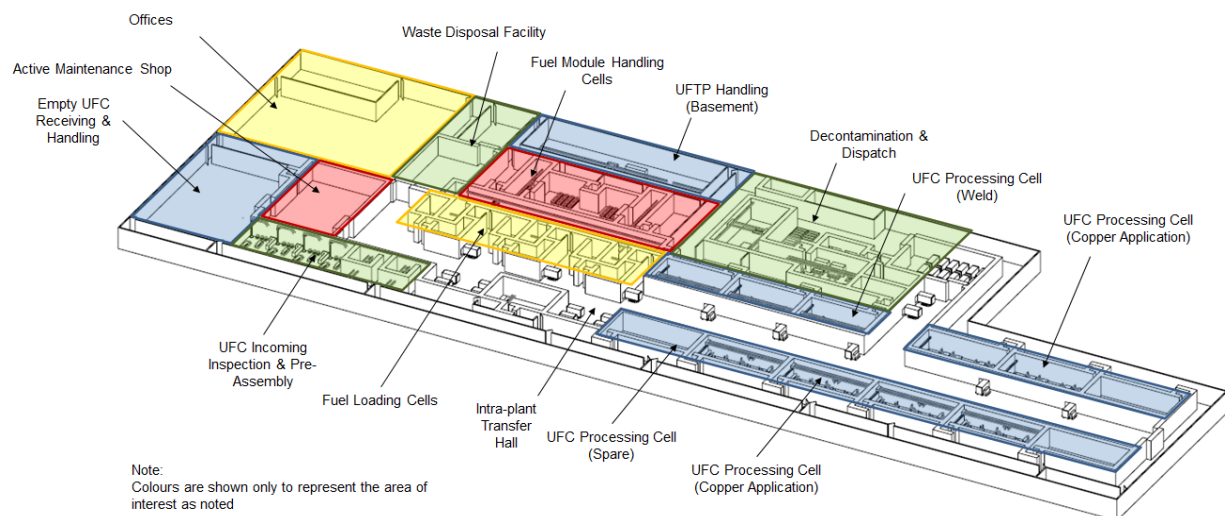 Offices
Waste Disposal Facility
Active Maintenance Shop
Fuel Module Handling
Cells
Empty UFC
Receiving &
Handling
UFTP Handling
(Basement)
Decontamination &
Dispatch
UFC Processing Cell
(Weld)
UFC Processing Cell
(Copper Application)
UFC Incoming
Inspection & Pre-
Assembly
Fuel Loading Cells
Intra-plant
Transfer
Hall
UFC Processing Cell
(Spare)
UFC Processing Cell
(Copper Application)
Note:
Colours are shown only to represent the area of
interest as noted